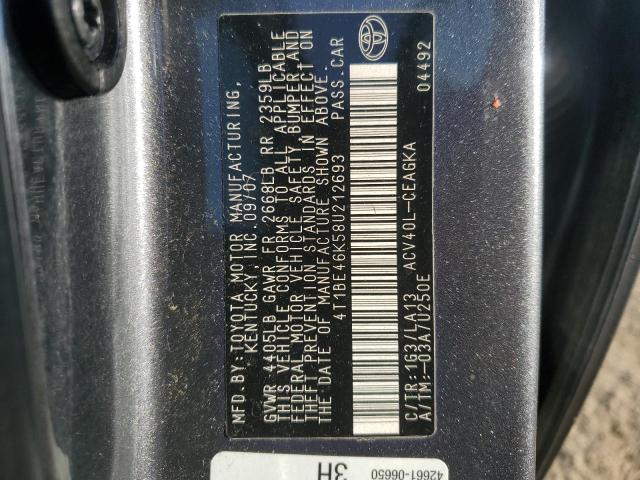 MFD. BY: TOYOTA MOTOR MANUFACTURING,
KENTUCKY, INC. 09/07
GVWR 4405LB GAWR FR 2668LB RR 2359LB
THIS VEHICLE CONFORMS TO ALL APPLICABLE
FEDERAL MOTOR VEHICLE SAFETY, BUMPER AND
THEFT PREVENTION STANDARDS IN EFFECT ON
THE DATE OF MANUFACTURE SHOWN ABOVE.
4T1BE46K58U212693 PASS. CAR
C/TR: 163/LA13 ACV40L-CEAGKA
A/TM:-03A/U250E 04492
42661-06650
3H